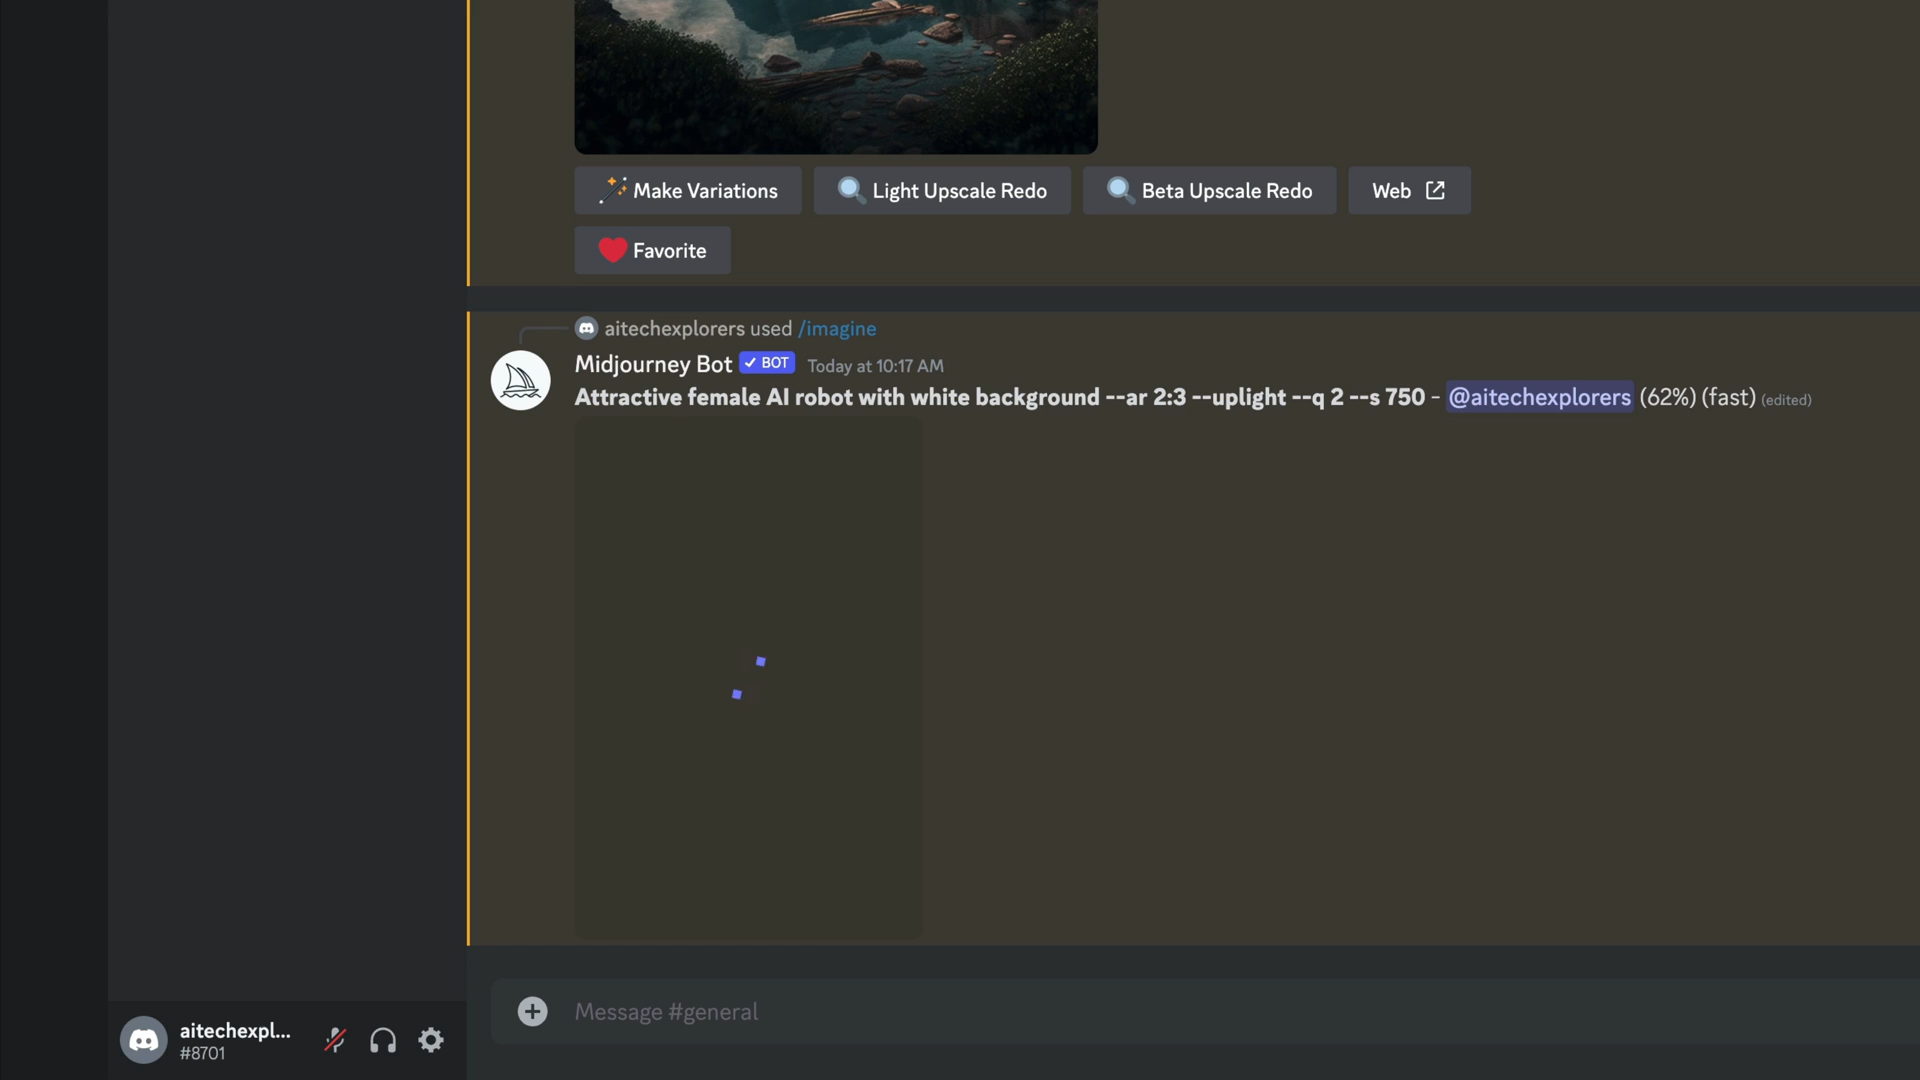 Make Variations
Light Upscale Redo
Beta Upscale Redo
Web
Favorite
aitechexplorers used /imagine
Midjourney Bot ✓ BOT Today at 10:17 AM
Attractive female AI robot with white background --ar 2:3 --uplight --q 2 --s 750 - @aitechexplorers (62%) (fast) (edited)
Message #general
aitechexpl...
#8701